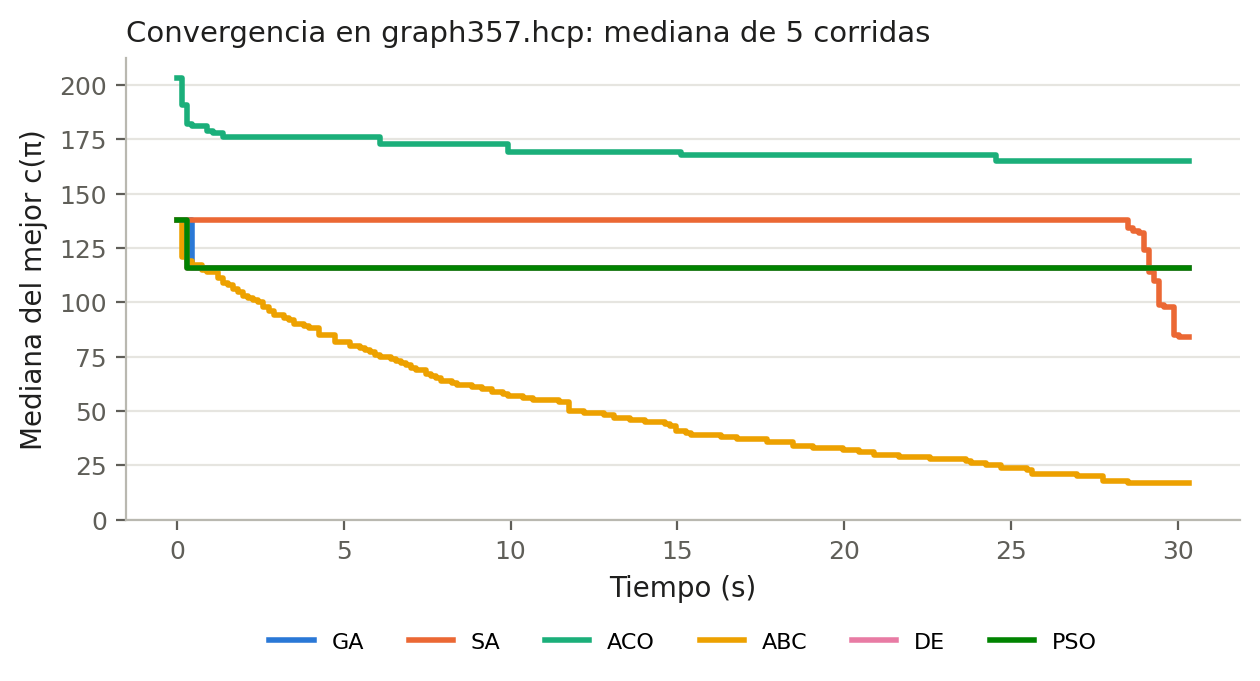 Convergencia en graph357.hcp: mediana de 5 corridas
Mediana del mejor c(π)
200
175
150
125
100
75
50
25
0
0 5 10 15 20 25 30
Tiempo (s)
GA SA ACO ABC DE PSO